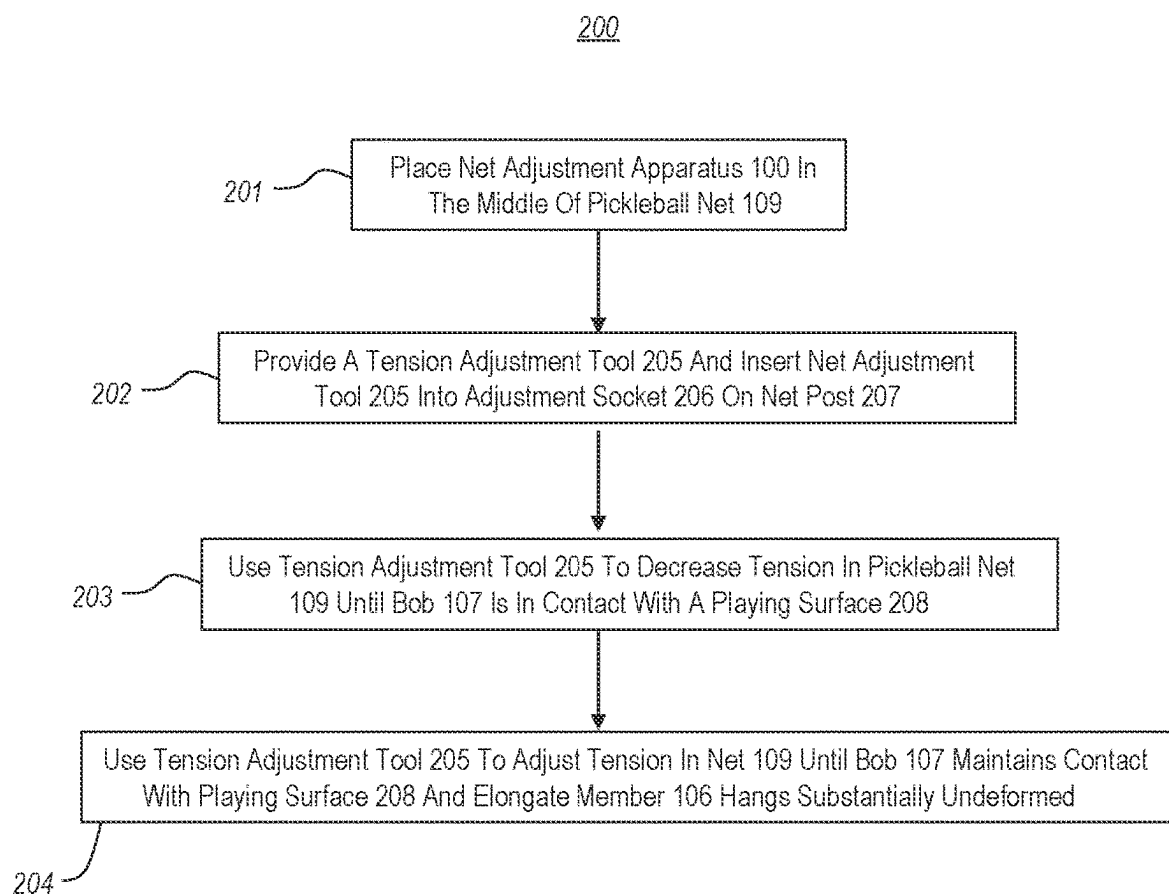 200
201
Place Net Adjustment Apparatus 100 In
The Middle Of Pickleball Net 109
202
Provide A Tension Adjustment Tool 205 And Insert Net Adjustment
Tool 205 Into Adjustment Socket 206 On Net Post 207
203
Use Tension Adjustment Tool 205 To Decrease Tension In Pickleball Net
109 Until Bob 107 Is In Contact With A Playing Surface 208
Use Tension Adjustment Tool 205 To Adjust Tension In Net 109 Until Bob 107 Maintains Contact
With Playing Surface 208 And Elongate Member 106 Hangs Substantially Undeformed
204